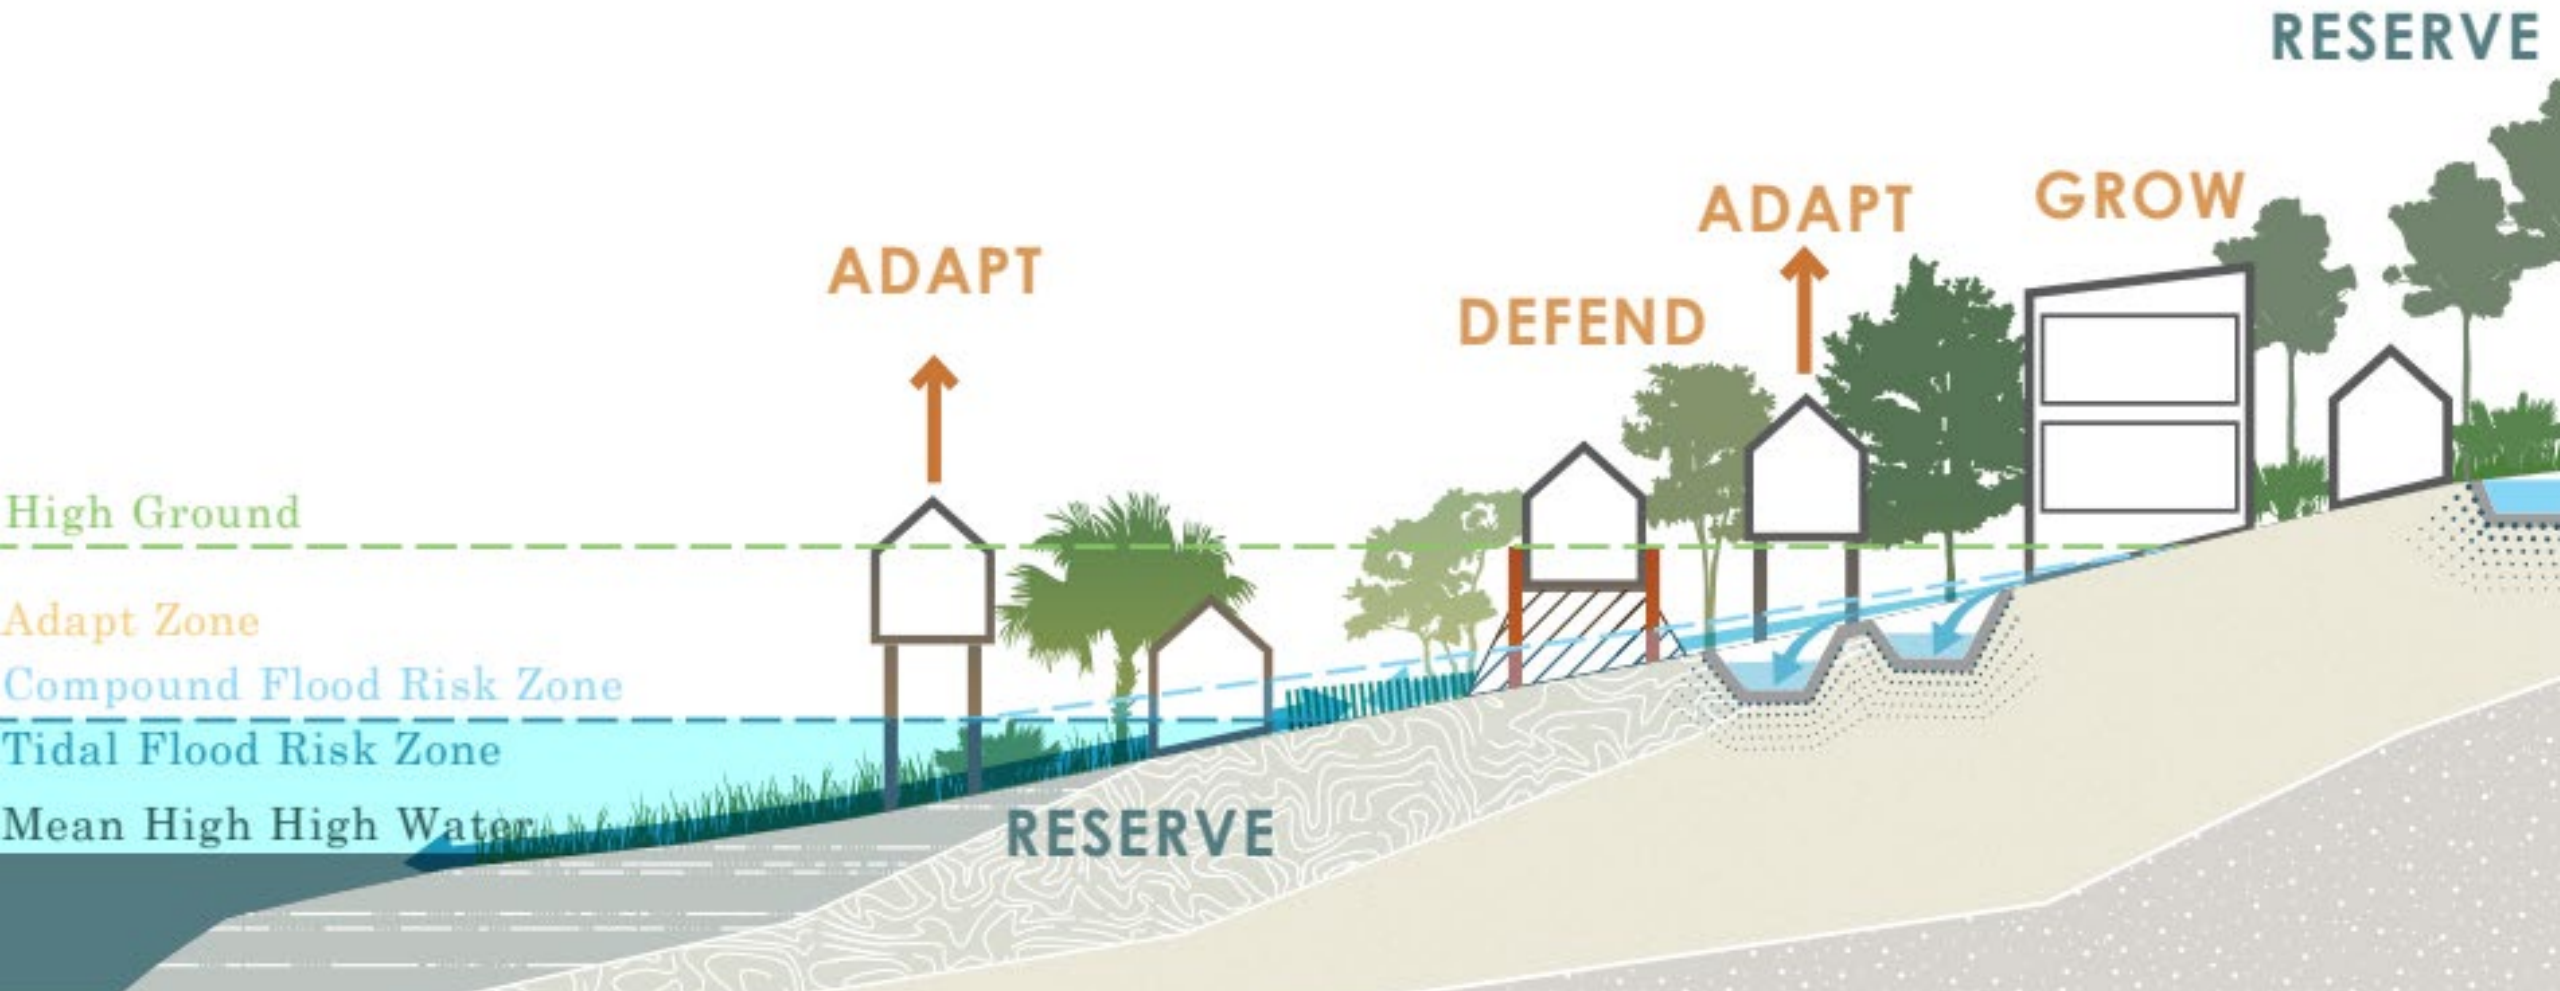 RESERVE
GROW
ADAPT
ADAPT
DEFEND
High Ground
Adapt Zone
Compound Flood Risk Zone
Tidal Flood Risk Zone
Mean High High Water
RESERVE